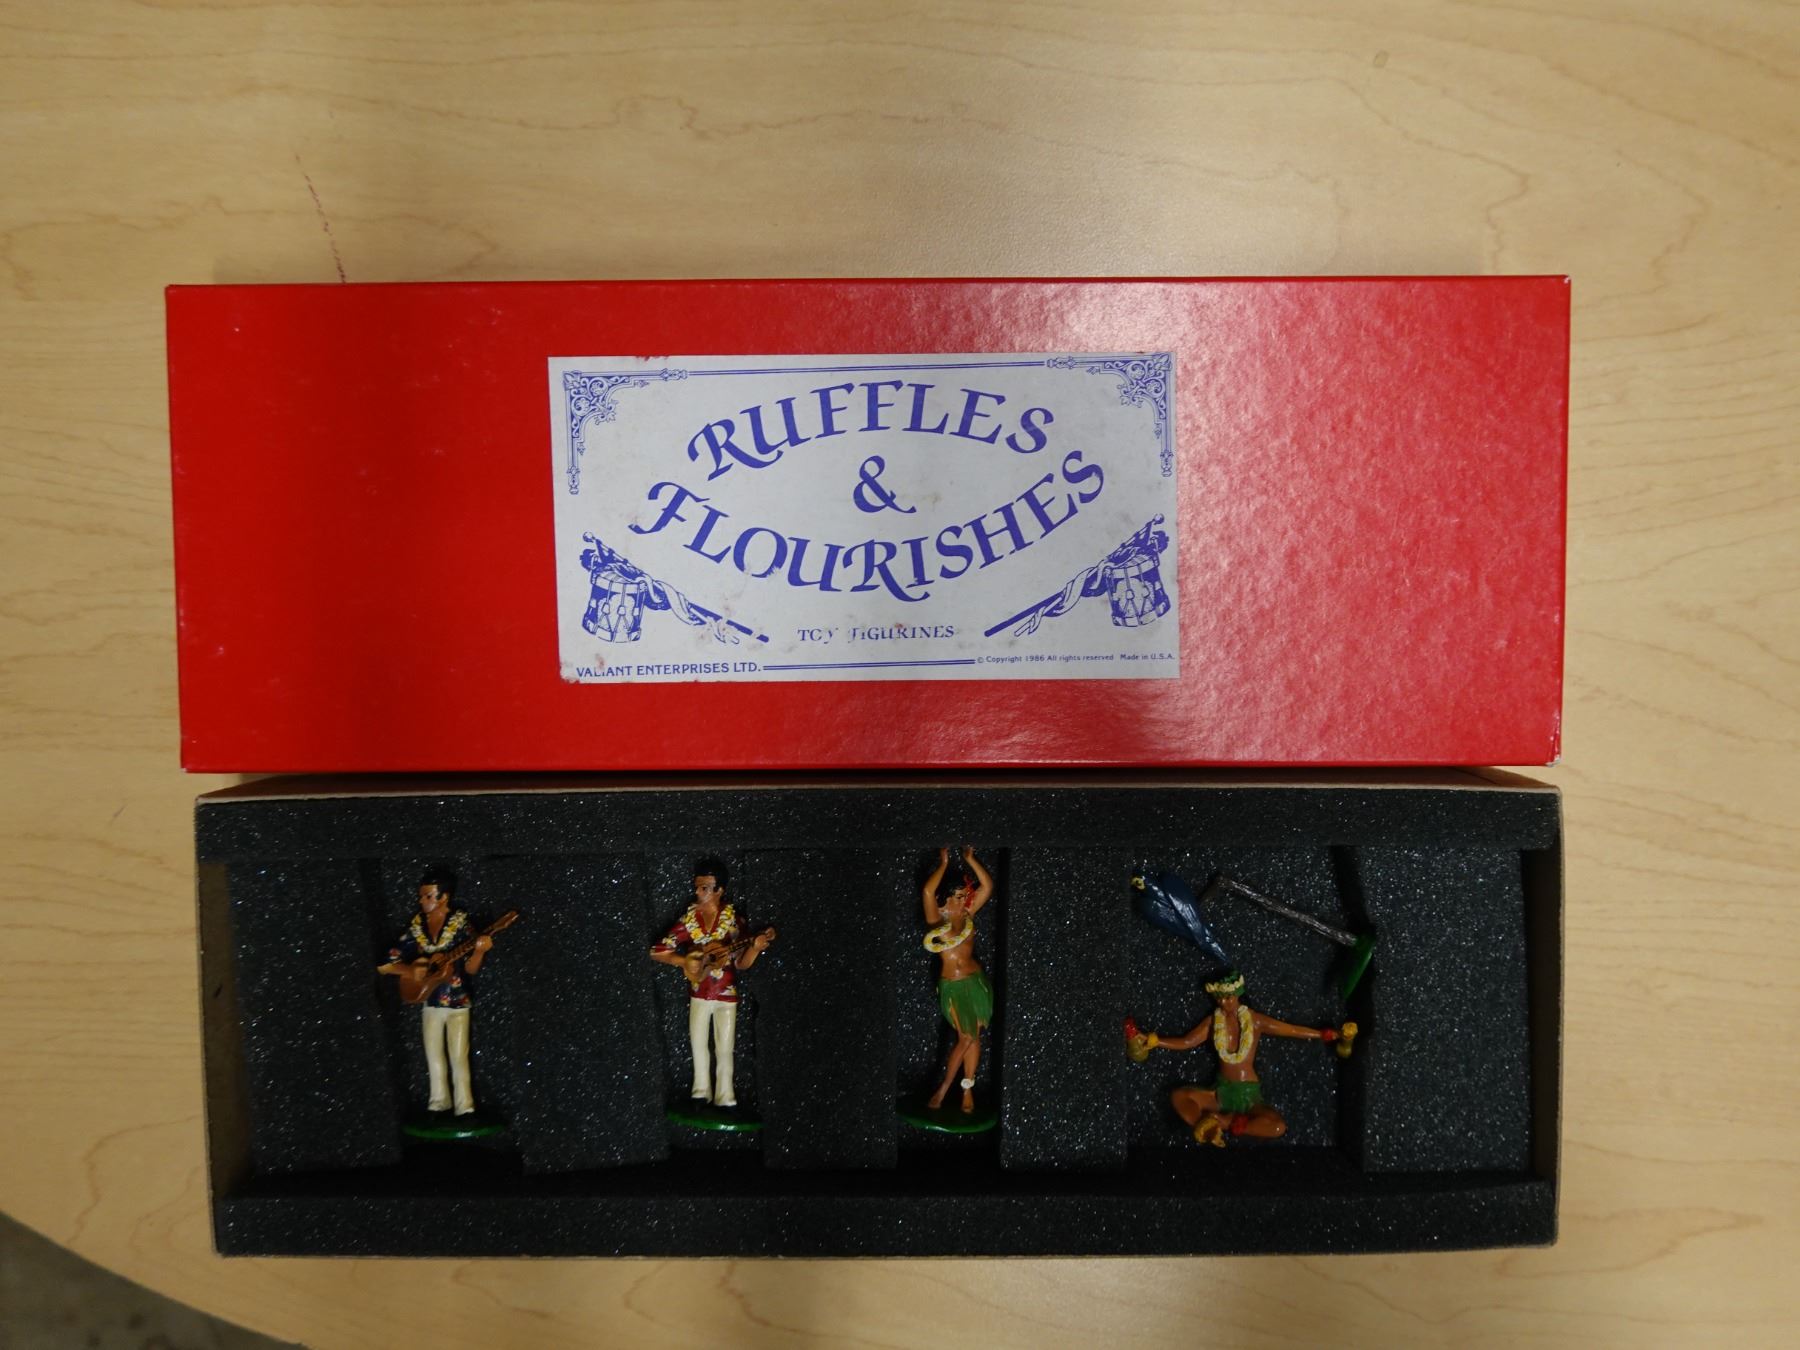 RUFFLES
&
FLOURISHES
TOY FIGURINES
VALIANT ENTERPRISES LTD.
© Copyright 1986 All rights reserved Made in U.S.A.